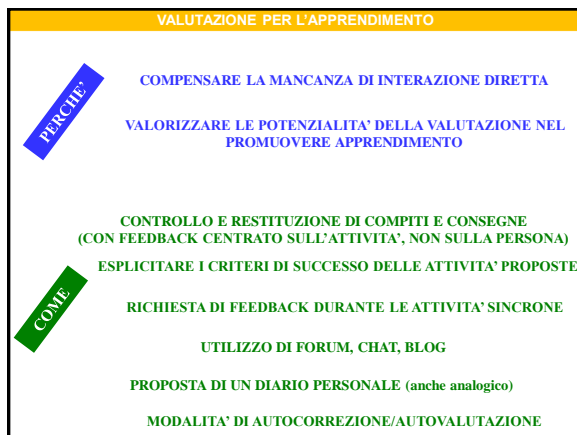 VALUTAZIONE PER L'APPRENDIMENTO
PERCHE'
COMPENSARE LA MANCANZA DI INTERAZIONE DIRETTA
VALORIZZARE LE POTENZIALITA' DELLA VALUTAZIONE NEL
PROMUOVERE APPRENDIMENTO
COME
CONTROLLO E RESTITUZIONE DI COMPITI E CONSEGNE
(CON FEEDBACK CENTRATO SULL'ATTIVITA', NON SULLA PERSONA)
ESPLICITARE I CRITERI DI SUCCESSO DELLE ATTIVITA' PROPOSTE
RICHIESTA DI FEEDBACK DURANTE LE ATTIVITA' SINCRONE
UTILIZZO DI FORUM, CHAT, BLOG
PROPOSTA DI UN DIARIO PERSONALE (anche analogico)
MODALITA' DI AUTOCORREZIONE/AUTOVALUTAZIONE